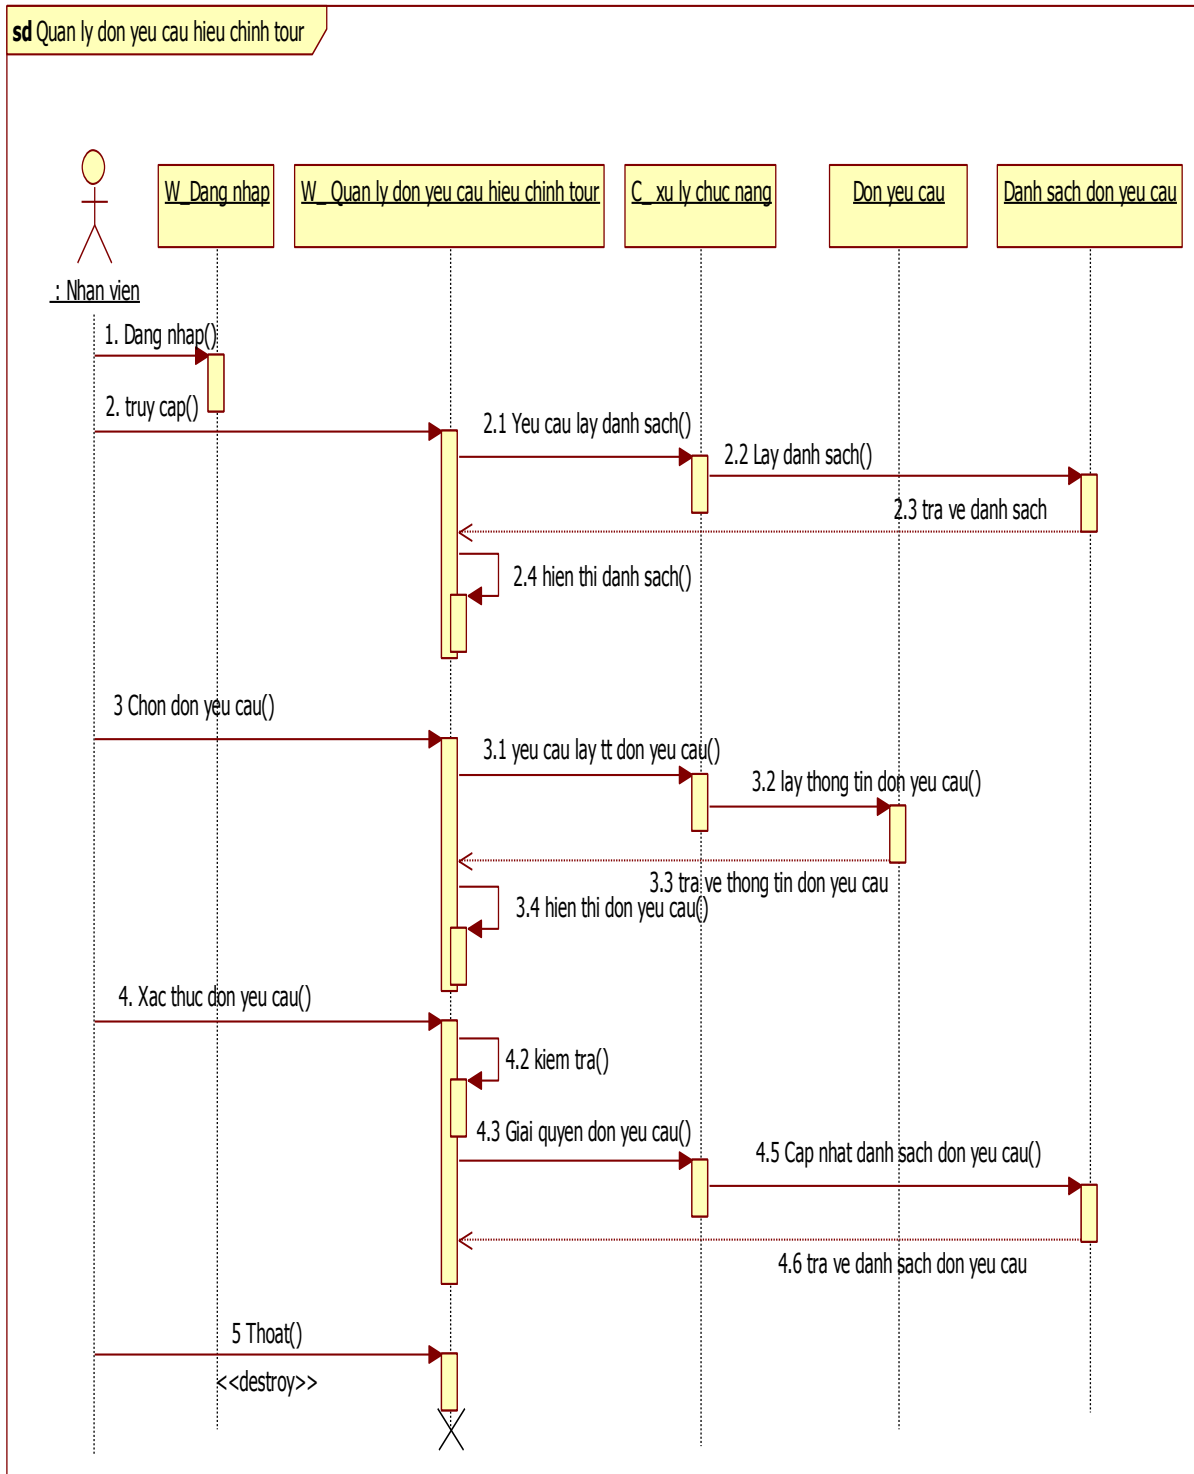 sd Quan ly don yeu cau hieu chinh tour
W_Dang nhap
W_ Quan ly don yeu cau hieu chinh tour
C_ xu ly chuc nang
Don yeu cau
Danh sach don yeu cau
: Nhan vien
1. Dang nhap()
2. truy cap()
2.1 Yeu cau lay danh sach()
2.2 Lay danh sach()
2.3 tra ve danh sach
2.4 hien thi danh sach()
3 Chon don yeu cau()
3.1 yeu cau lay tt don yeu cau()
3.2 lay thong tin don yeu cau()
3.3 tra ve thong tin don yeu cau
3.4 hien thi don yeu cau()
4. Xac thuc don yeu cau()
4.2 kiem tra()
4.3 Giai quyen don yeu cau()
4.5 Cap nhat danh sach don yeu cau()
4.6 tra ve danh sach don yeu cau
5 Thoat()
<<destroy>>